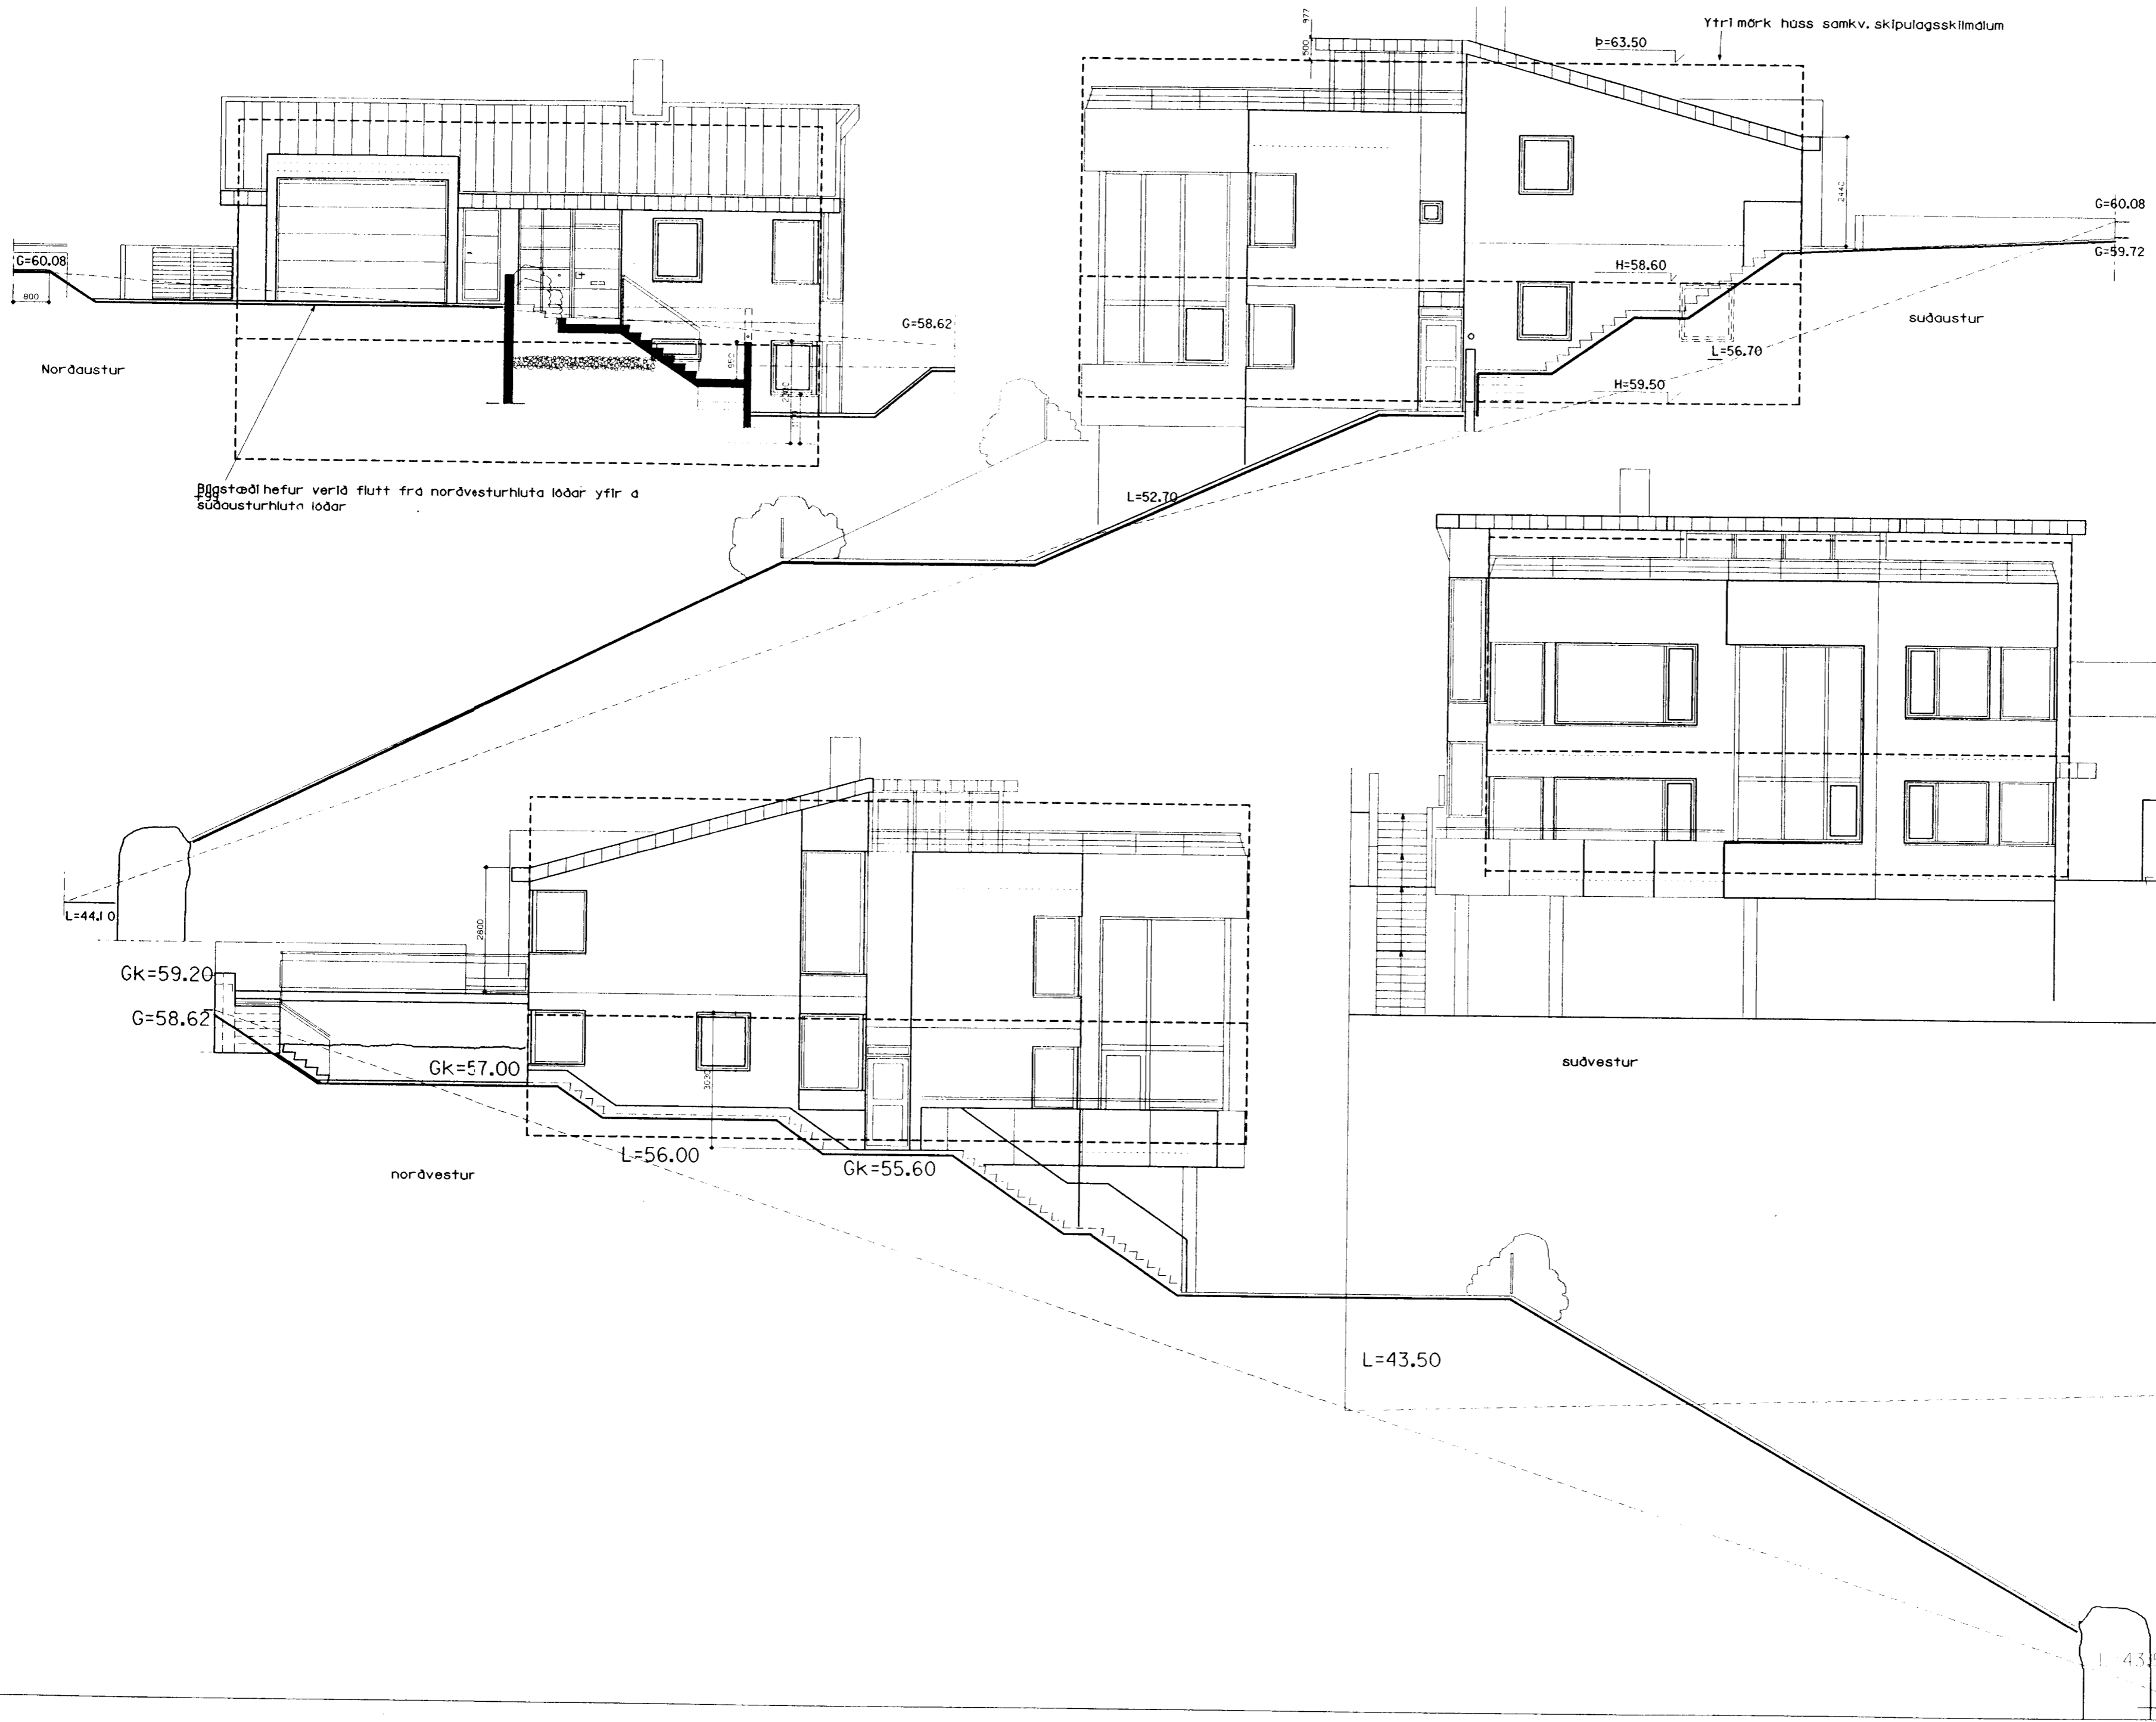 Ytri mörk húss samkv. skipulagsskilmálum
977
500
Þ=63.50
2440
G=60.08
G=59.72
H=58.60
L=56.70
H=59.50
suðaustur
L=52.70
G=60.08
800
Norðaustur
G=58.62
950
Bílastæði hefur verið flutt frá norðvesturhluta lóðar yfir á
suðausturhluta lóðar
L=44.10
2800
Gk=59.20
G=58.62
Gk=57.00
3030
L=56.00
Gk=55.60
norðvestur
suðvestur
L=43.50